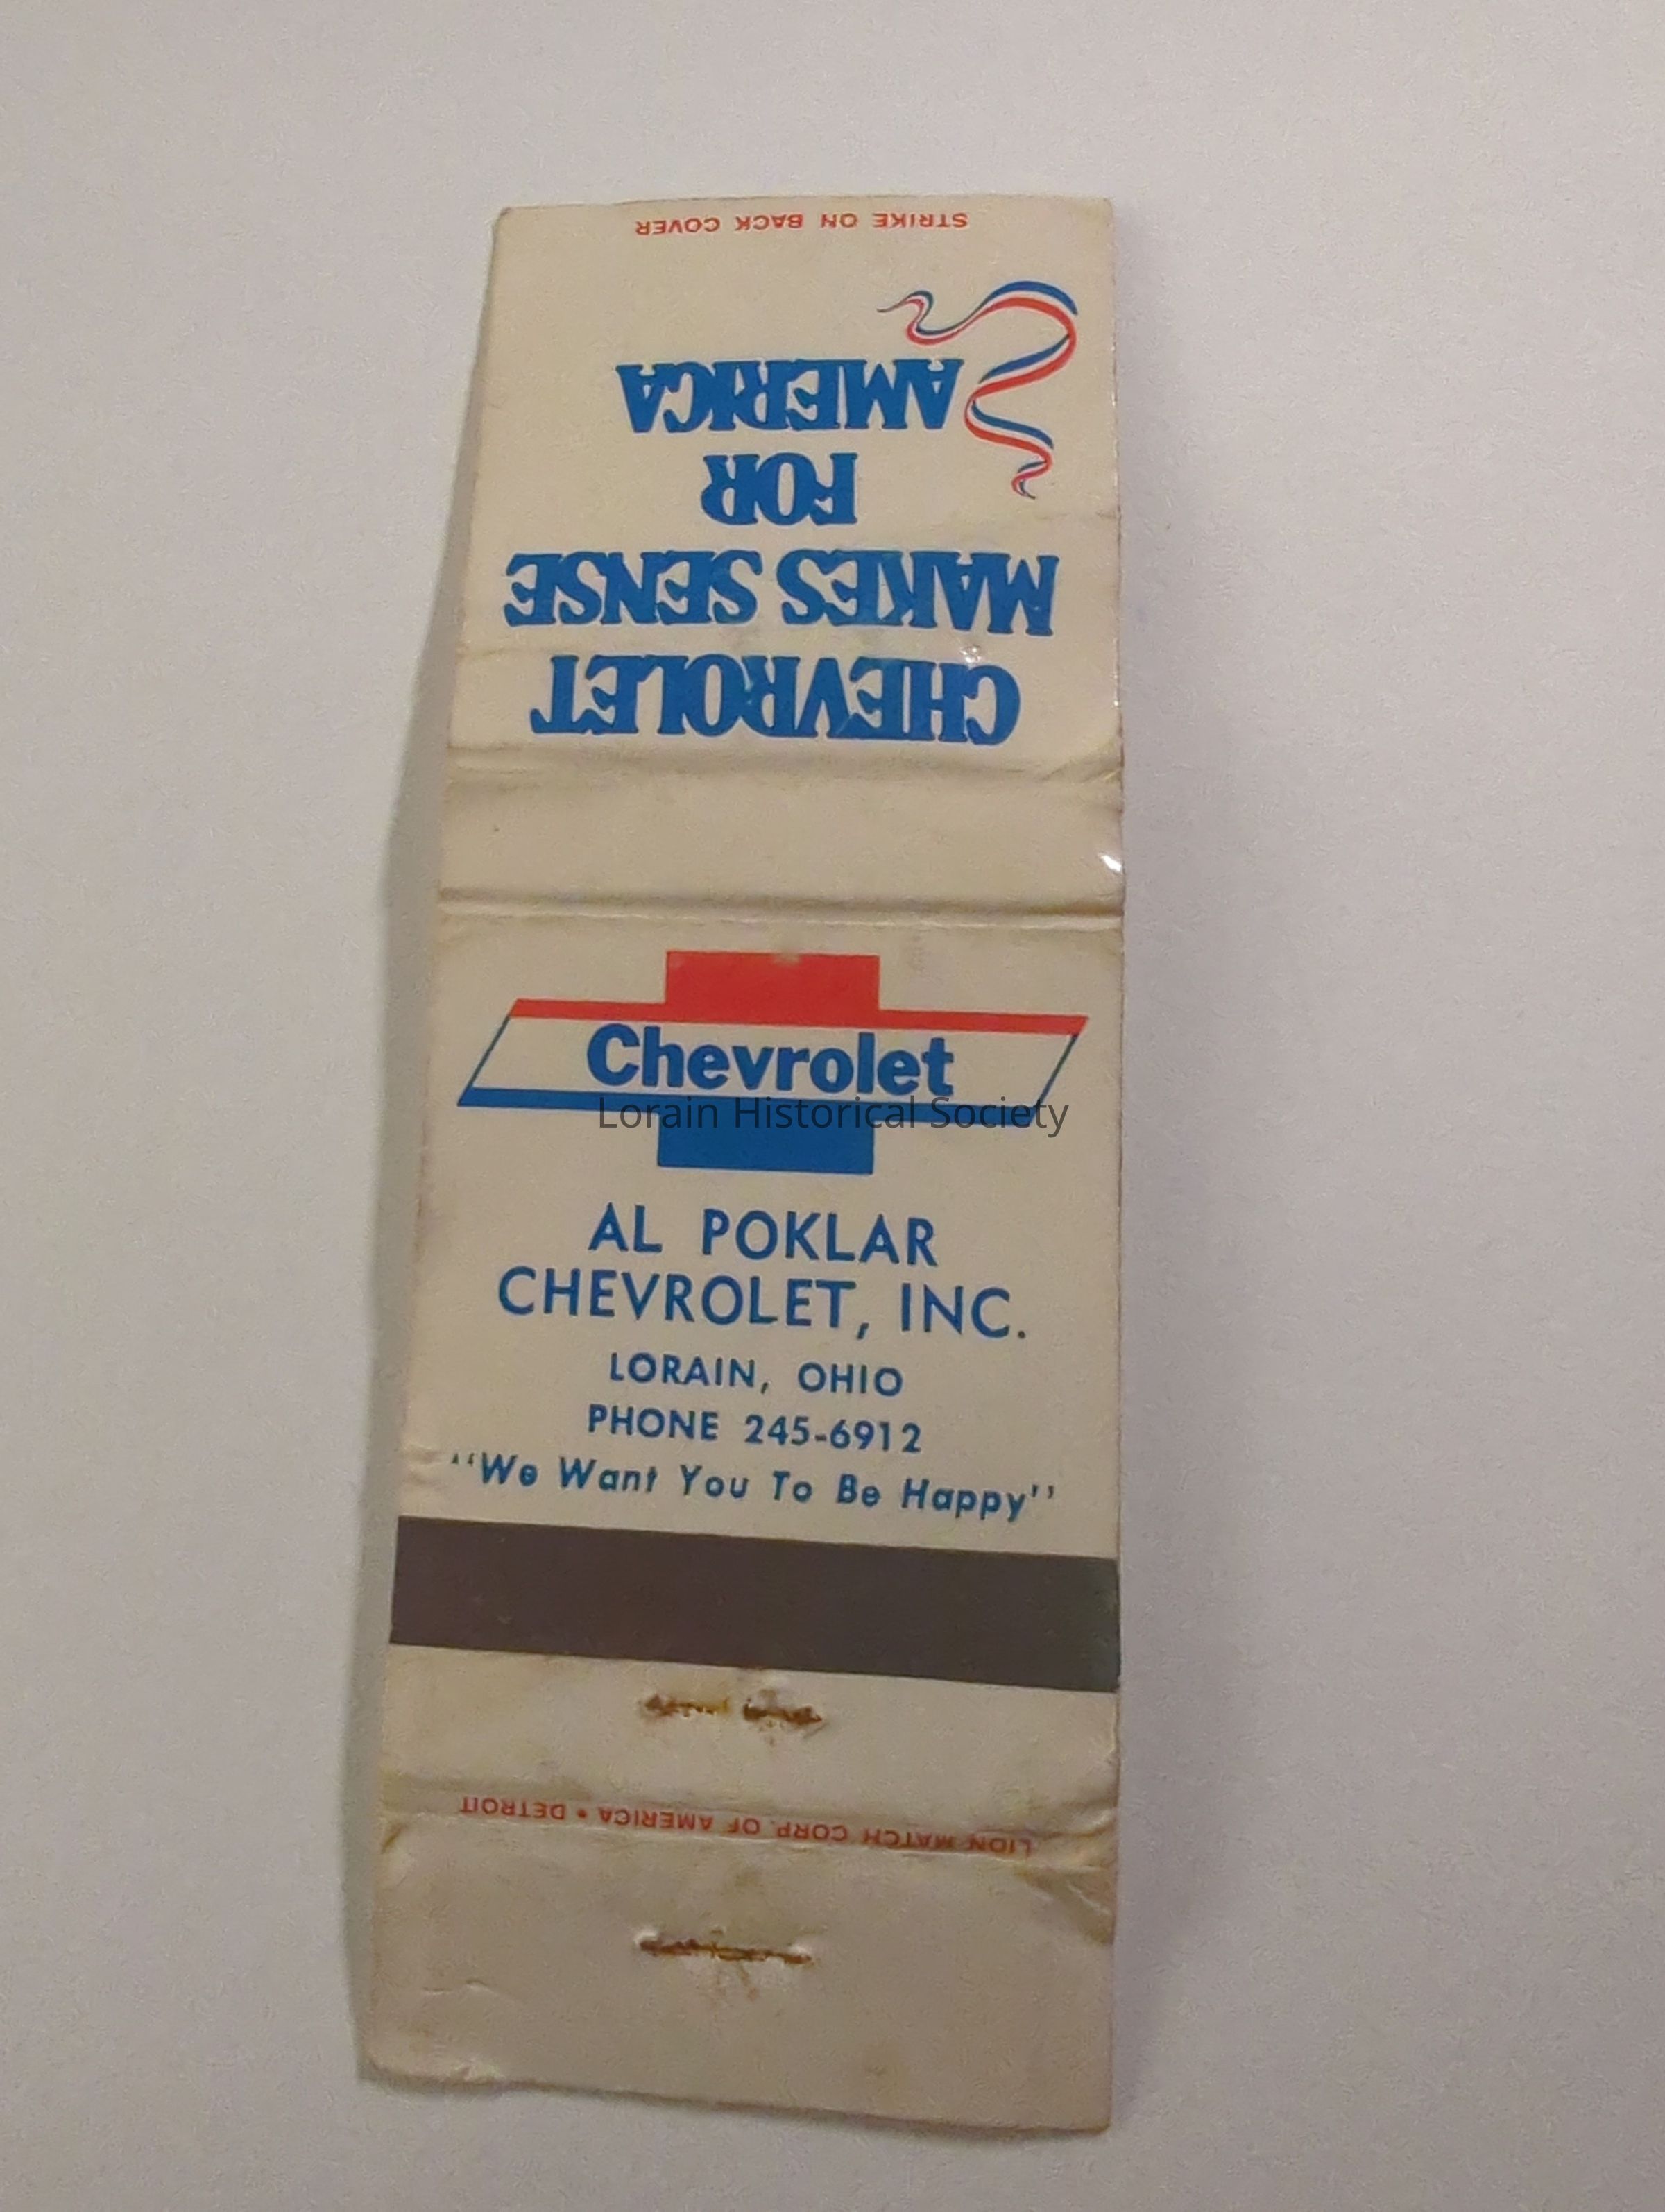 STRIKE ON BACK COVER
CHEVROLET
MAKES SENSE
FOR
AMERICA
Chevrolet
Lorain Historical Society
AL POKLAR
CHEVROLET, INC.
LORAIN, OHIO
PHONE 245-6912
"We Want You To Be Happy"
LION MATCH CORP. OF AMERICA • DETROIT